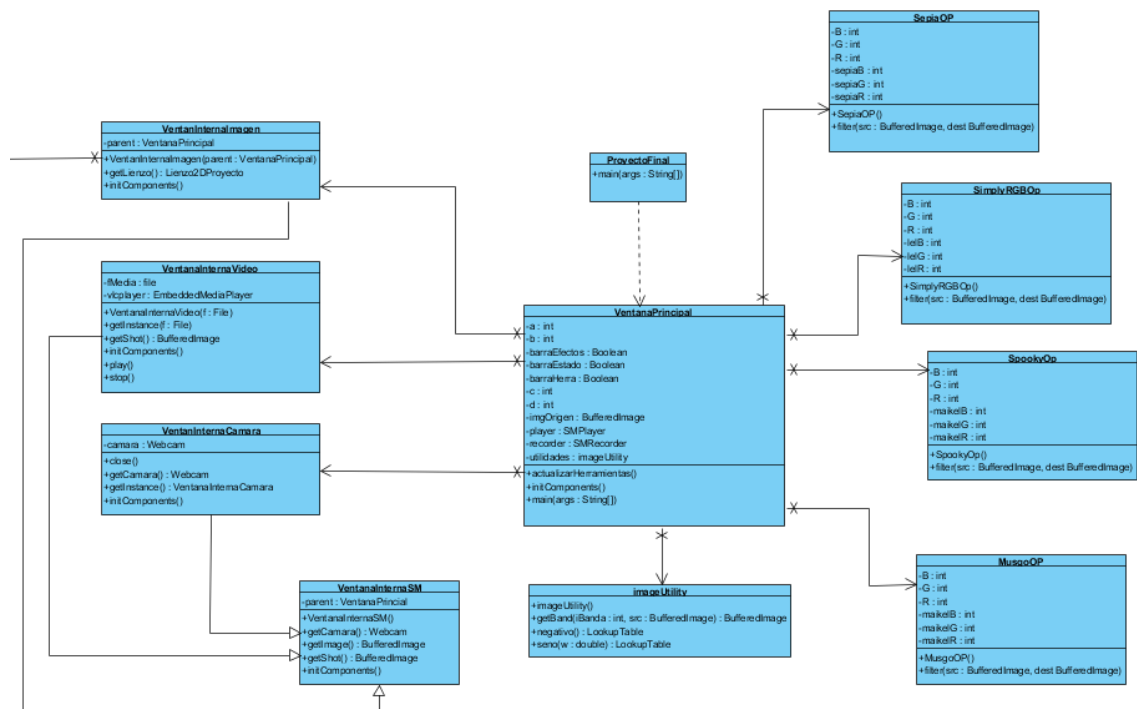 SepiaOP
-B : int
-G : int
-R : int
-sepiaB : int
-sepiaG : int
-sepiaR : int
+SepiaOP()
+filter(src : BufferedImage, dest BufferedImage)
VentanInternaImagen
-parent : VentanaPrincipal
+VentanInternaImagen(parent : VentanaPrincipal)
+getLienzo() : Lienzo2DProyecto
+initComponents()
ProyectoFinal
+main(args : String[])
SimplyRGBOp
-B : int
-G : int
-R : int
-lelB : int
-lelG : int
-lelR : int
+SimplyRGBOp()
+filter(src : BufferedImage, dest BufferedImage)
VentanaInternaVideo
-fMedia : file
-vlcplayer : EmbeddedMediaPlayer
+VentanaInternaVideo(f : File)
+getInstance(f : File)
+getShot() : BufferedImage
+initComponents()
+play()
+stop()
VentanaPrincipal
-a : int
-b : int
-barraEfectos : Boolean
-barraEstado : Boolean
-barraHerra : Boolean
-c : int
-d : int
-imgOrigen : BufferedImage
-player : SMPlayer
-recorder : SMRecorder
-utilidades : imageUtility
+actualizarHerramientas()
+initComponents()
+main(args : String[])
SpookyOp
-B : int
-G : int
-R : int
-maikelB : int
-maikelG : int
-maikelR : int
+SpookyOp()
+filter(src : BufferedImage, dest BufferedImage)
VentanInternaCamara
-camara : Webcam
+close()
+getCamara() : Webcam
+getInstance() : VentanaInternaCamara
+initComponents()
VentanaInternaSM
-parent : VentanaPrincial
+VentanaInternaSM()
+getCamara() : Webcam
+getImage() : BufferedImage
+getShot() : BufferedImage
+initComponents()
imageUtility
+imageUtility()
+getBand(iBanda : int, src : BufferedImage) : BufferedImage
+negativo() : LookupTable
+seno(w : double) : LookupTable
MusgoOP
-B : int
-G : int
-R : int
-maikelB : int
-maikelG : int
-maikelR : int
+MusgoOP()
+filter(src : BufferedImage, dest BufferedImage)